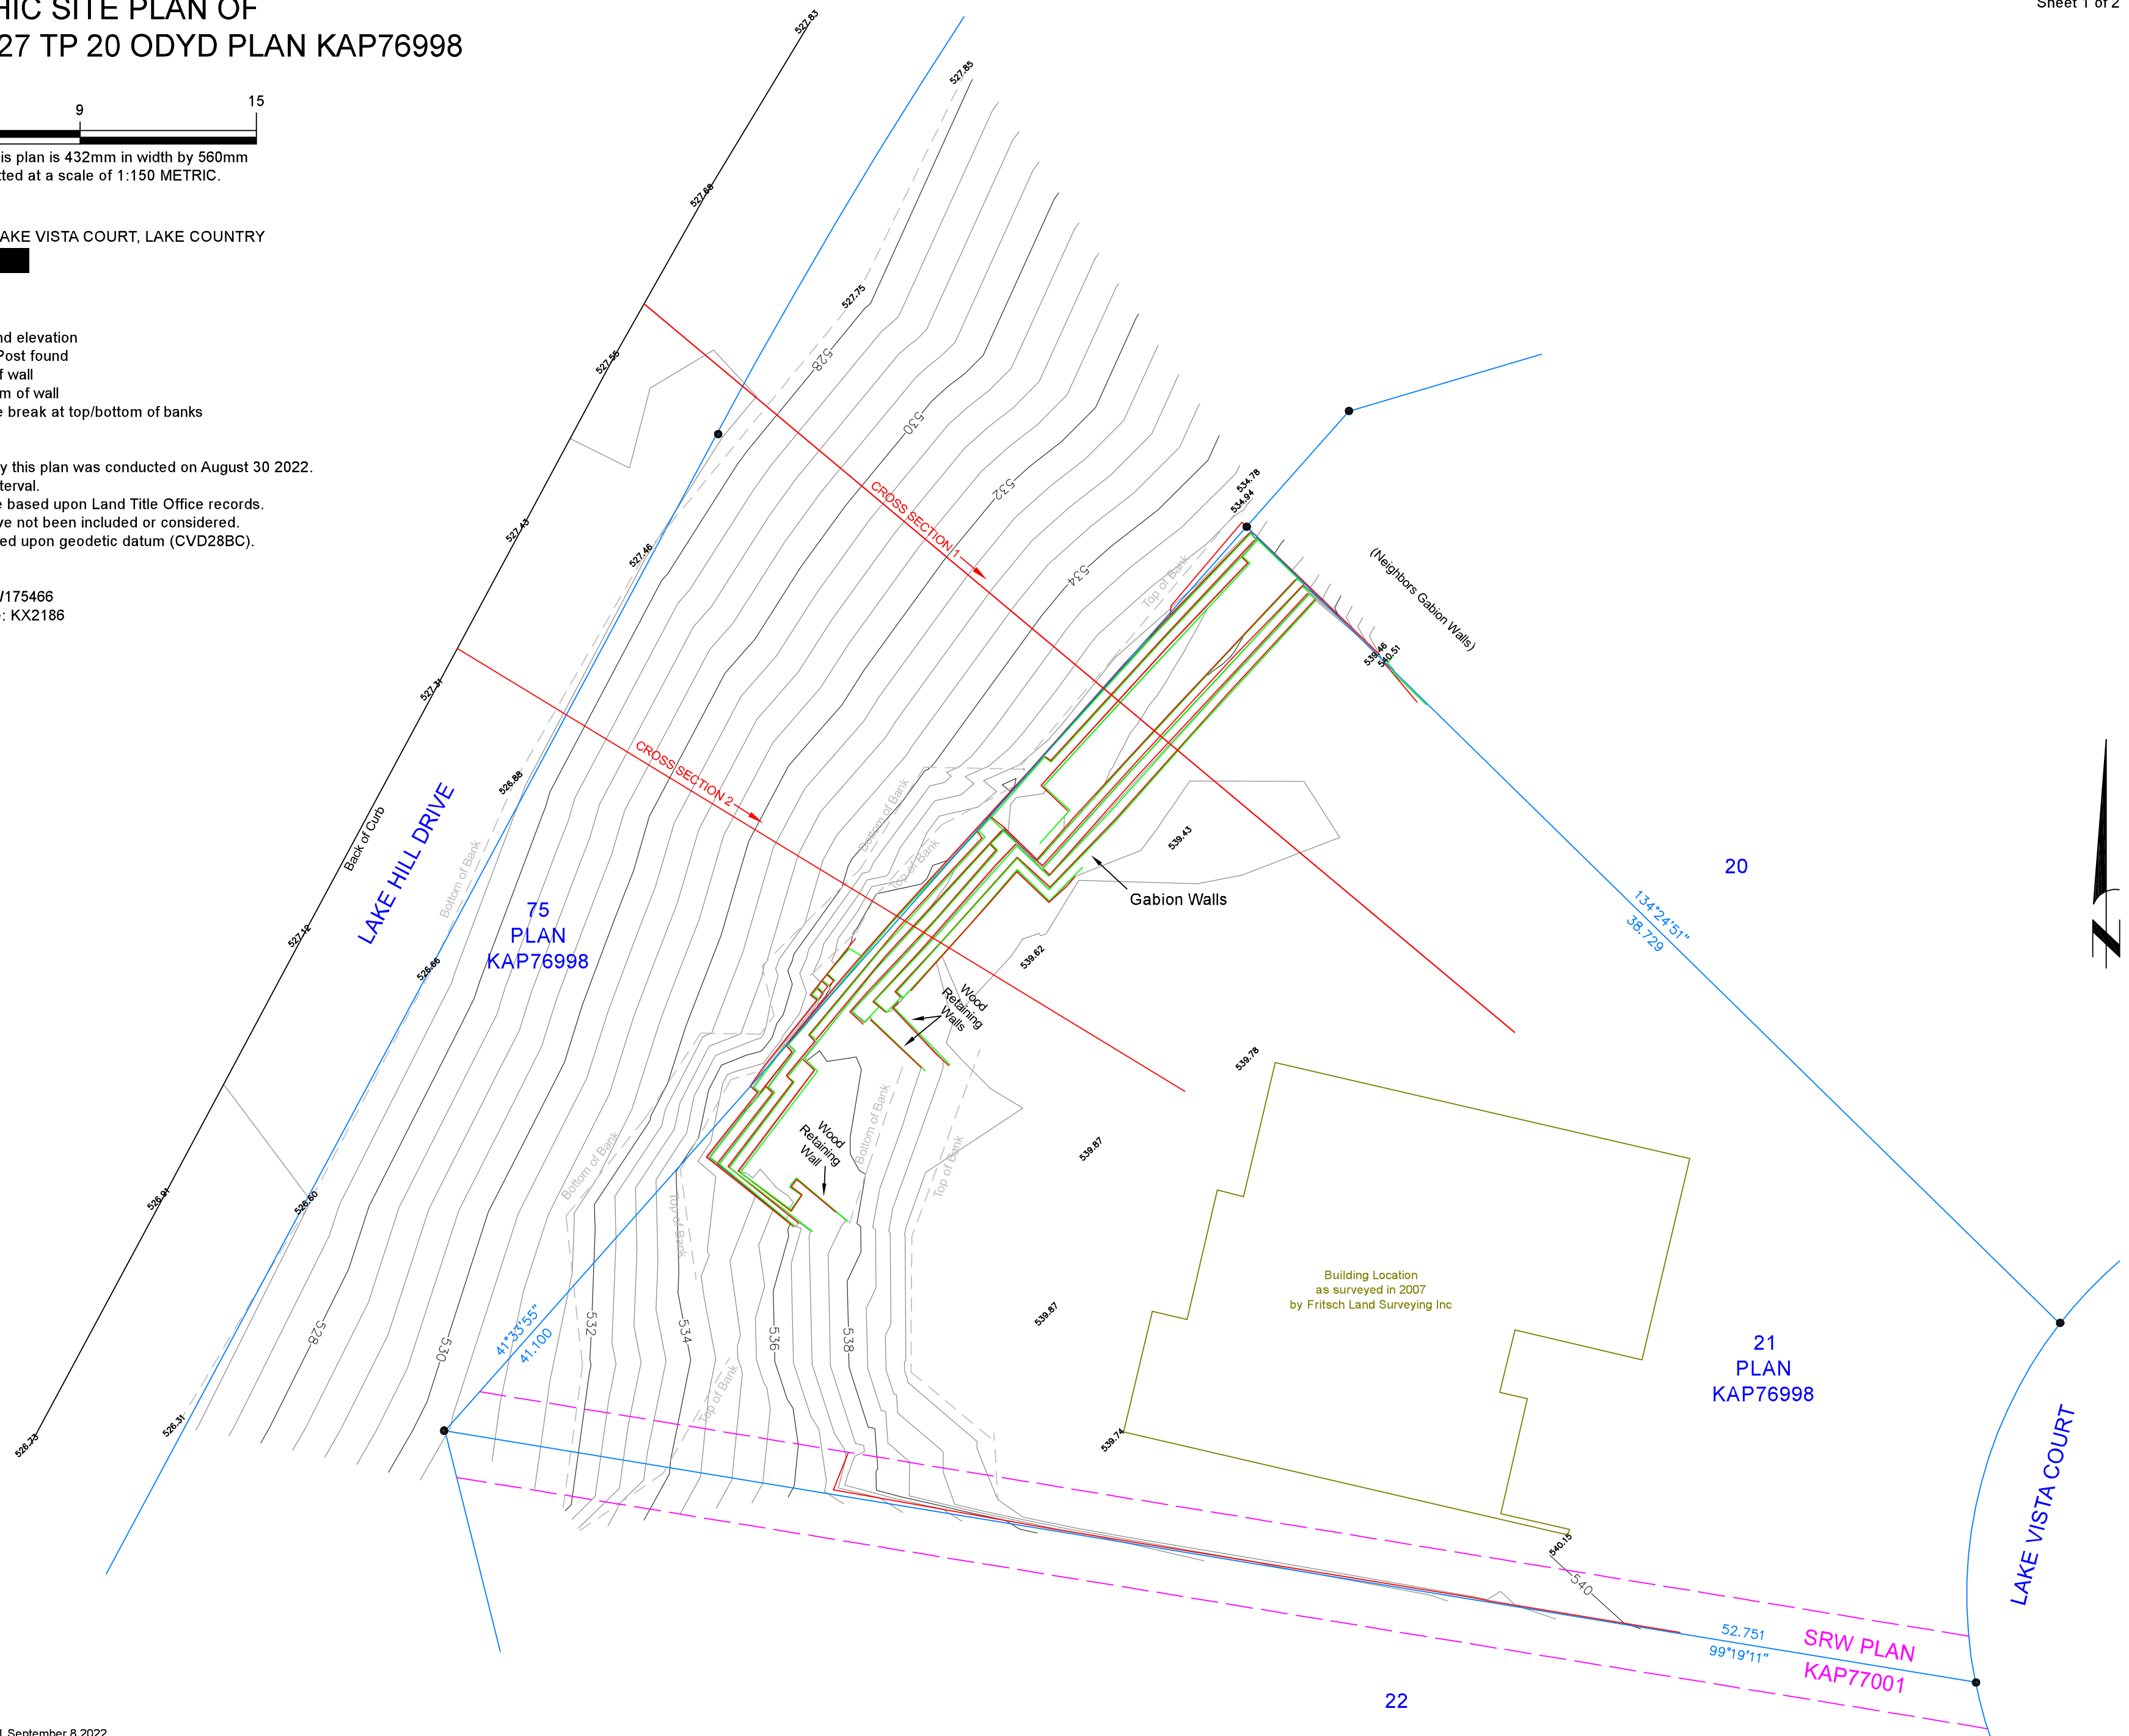 HIC SITE PLAN OF
27 TP 20 ODYD PLAN KAP76998
Sheet 1 of 2
9
15
is plan is 432mm in width by 560mm
tted at a scale of 1:150 METRIC.
AKE VISTA COURT, LAKE COUNTRY
nd elevation
Post found
f wall
m of wall
e break at top/bottom of banks
y this plan was conducted on August 30 2022.
terval.
e based upon Land Title Office records.
ve not been included or considered.
ed upon geodetic datum (CVD28BC).
175466
: KX2186
527.83
527.85
527.68
527.75
527.55
528
530
527.43
527.46
532
534.78
534.94
CROSS SECTION 1
534
Top of Bank
(Neighbors Gabion Walls)
539.46
540.51
527.31
CROSS SECTION 2
526.88
Back of Curb
LAKE HILL DRIVE
Bottom of Bank
Bottom of Bank
Top of Bank
539.43
Gabion Walls
20
134°24'51"
38.729
N
75
PLAN
KAP76998
527.12
526.66
539.62
Wood
Retaining
Walls
539.78
539.87
Wood
Retaining
Wall
Bottom of Bank
Top of Bank
Bottom of Bank
Top of Bank
526.91
526.60
Building Location
as surveyed in 2007
by Fritsch Land Surveying Inc
539.87
528
530
41°33'55"
41.100
532
534
536
538
21
PLAN
KAP76998
Top of Bank
526.31
526.73
539.74
LAKE VISTA COURT
540.15
540
52.751
99°19'11"
SRW PLAN
KAP77001
22
September 8 2022